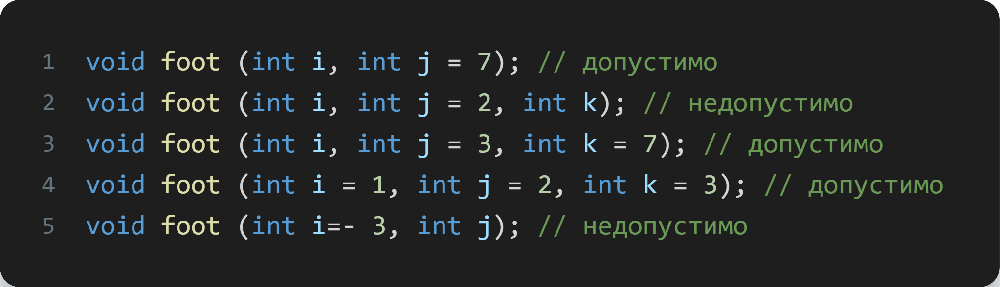 1 void foot (int i, int j = 7); // допустимо
2 void foot (int i, int j = 2, int k); // недопустимо
3 void foot (int i, int j = 3, int k = 7); // допустимо
4 void foot (int i = 1, int j = 2, int k = 3); // допустимо
5 void foot (int i=- 3, int j); // недопустимо